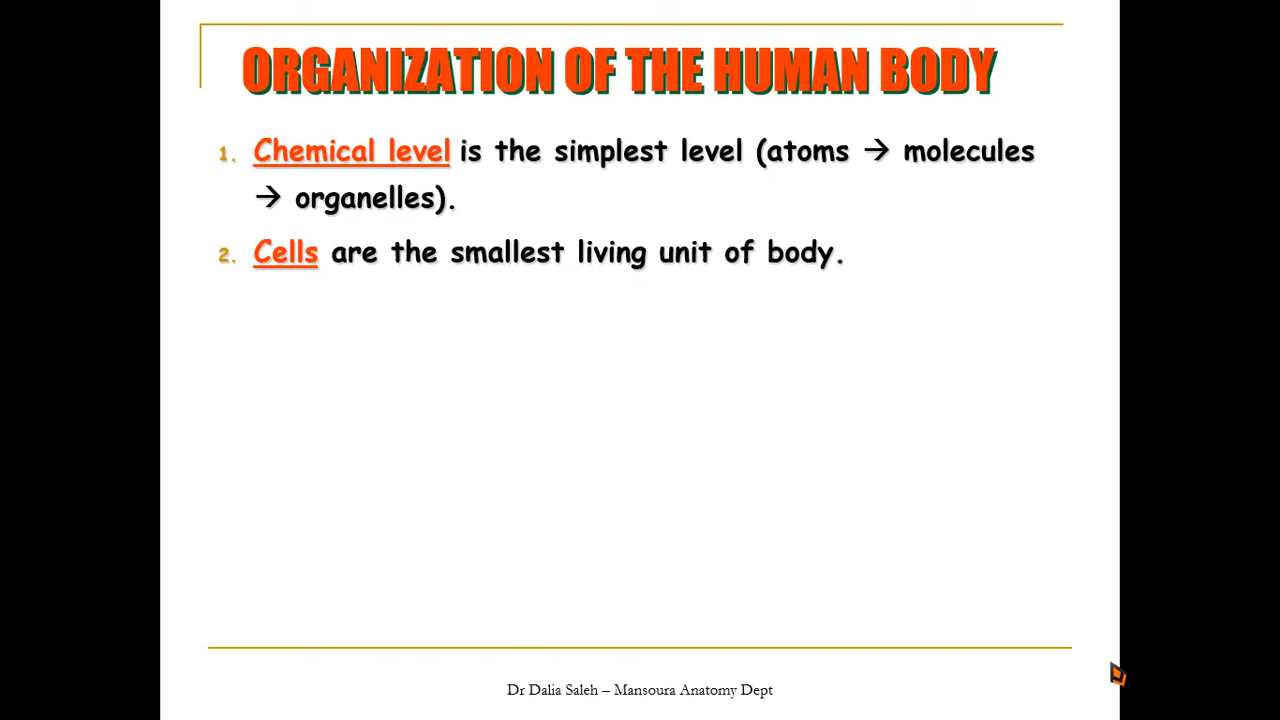 ORGANIZATION OF THE HUMAN BODY
1. Chemical level is the simplest level (atoms → molecules
→ organelles).
2. Cells are the smallest living unit of body.
Dr Dalia Saleh – Mansoura Anatomy Dept